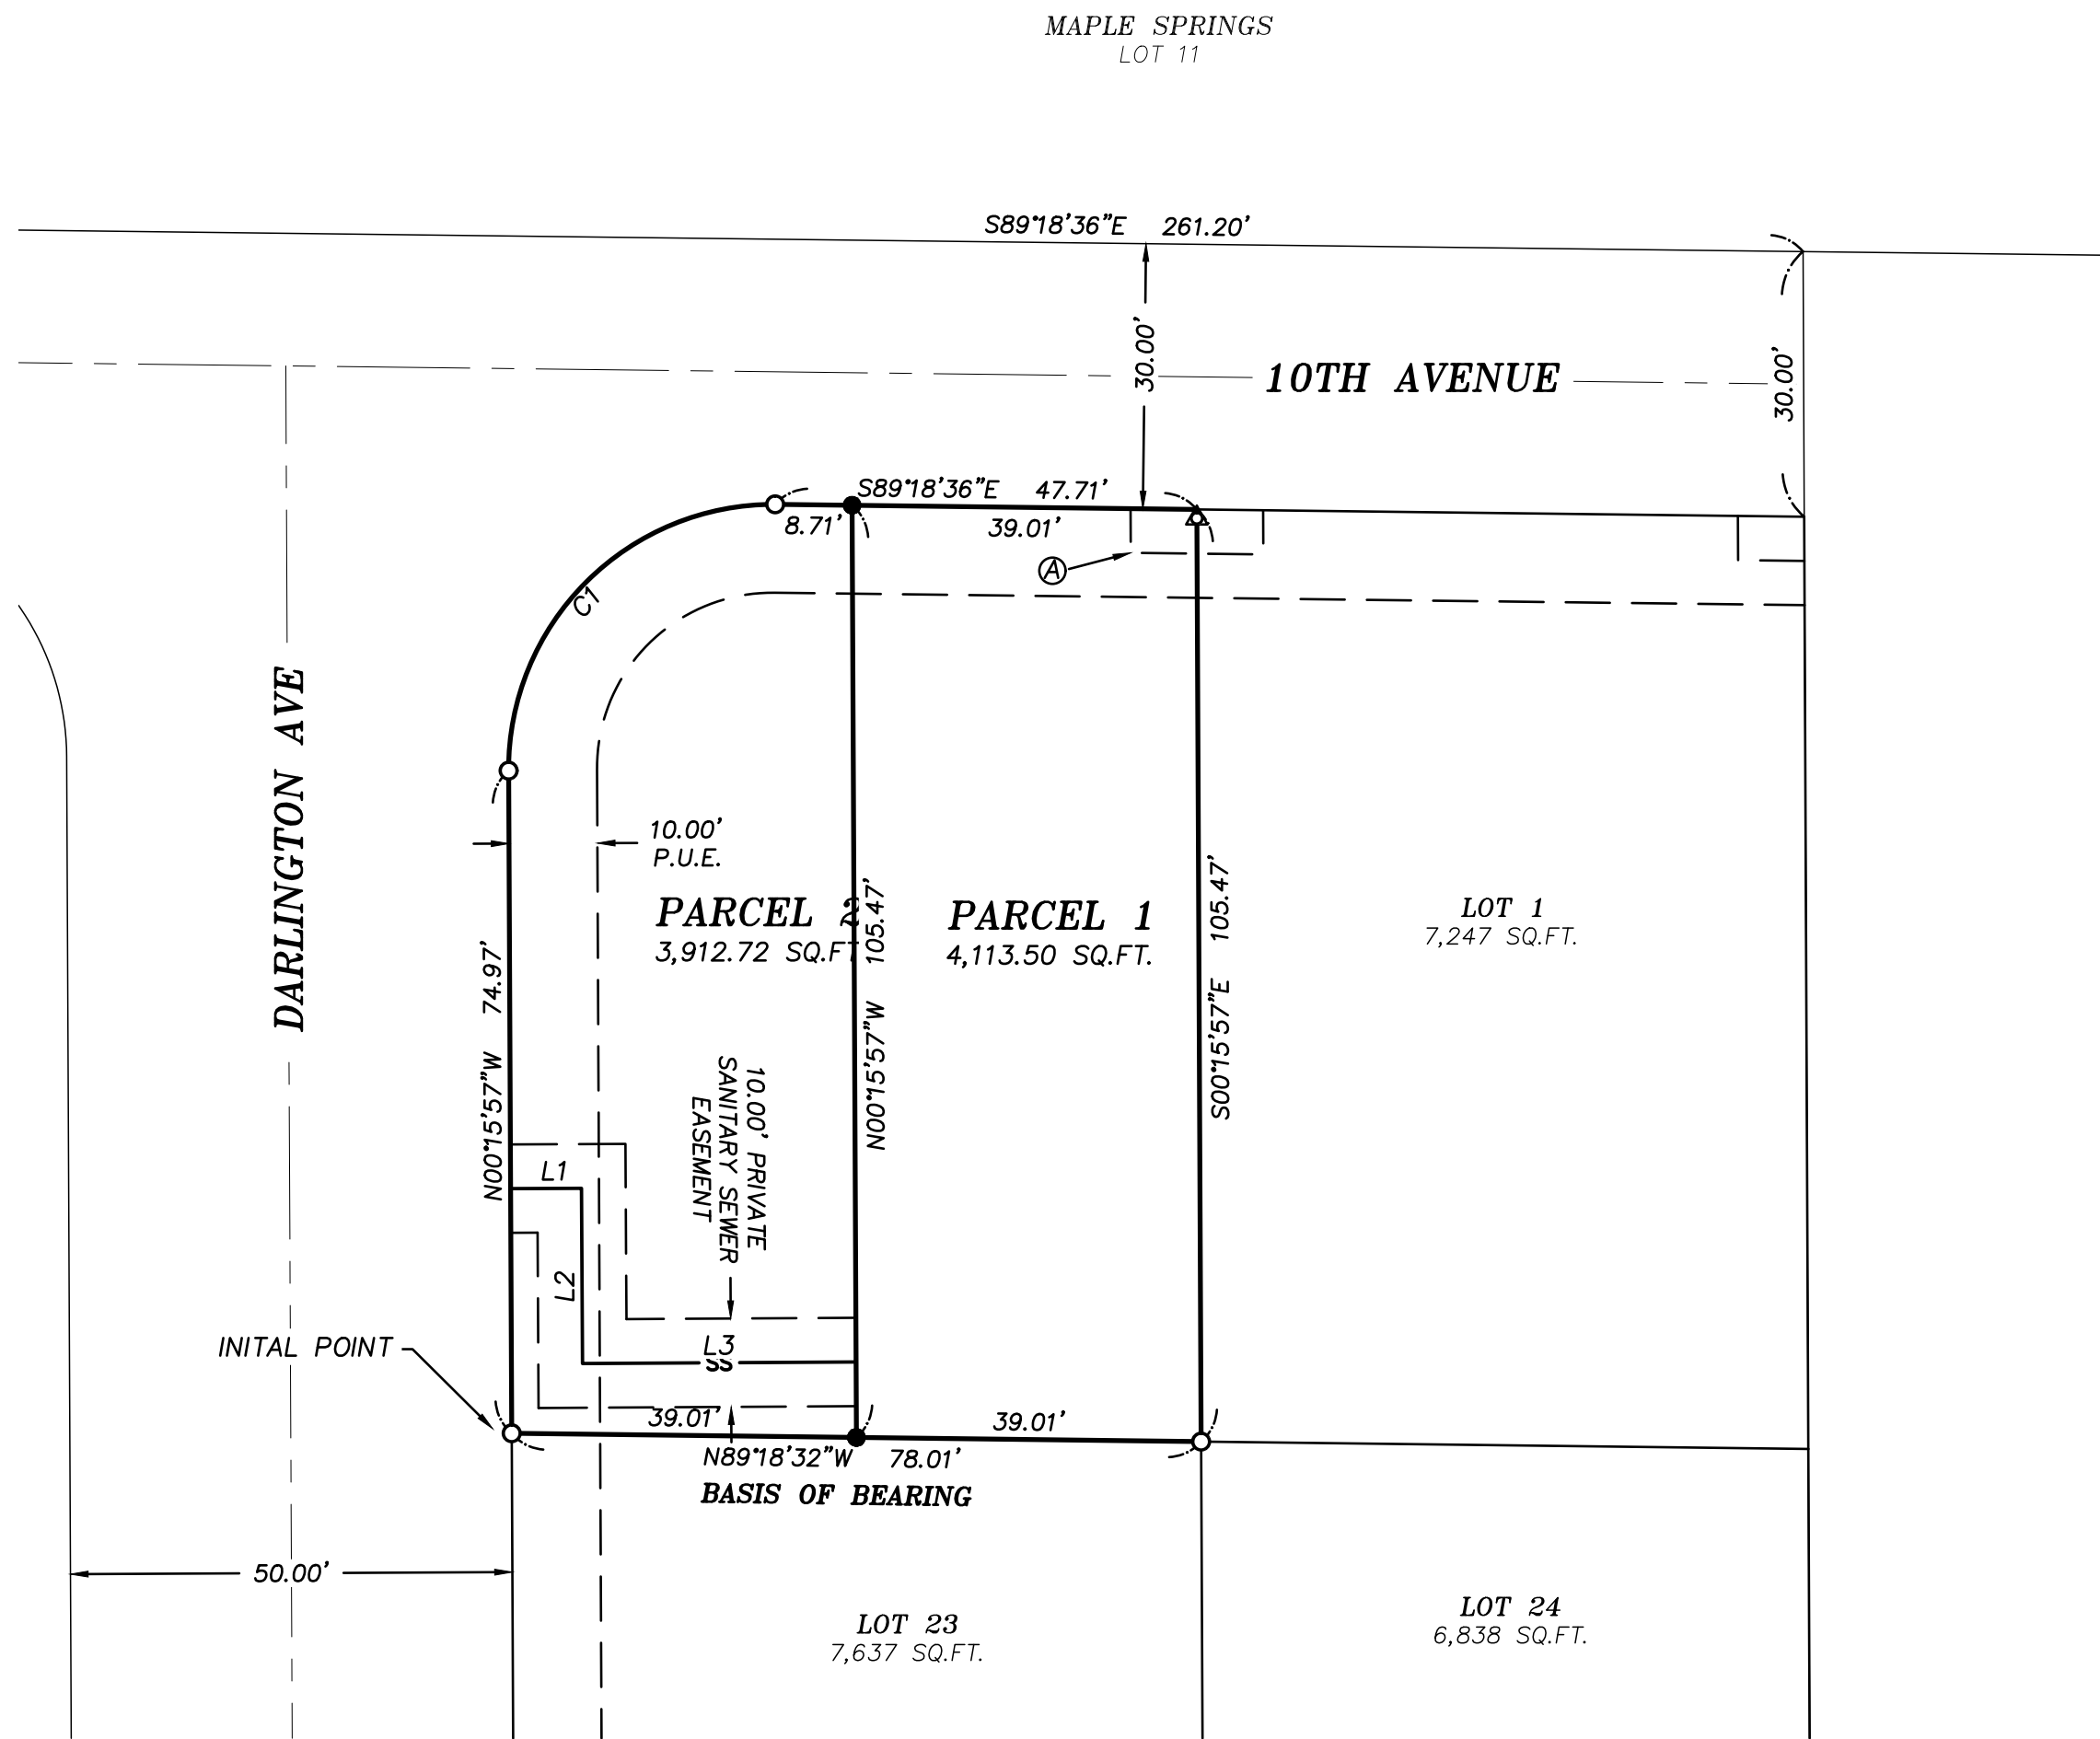 MAPLE SPRINGS
LOT 11
S89°18'36"E 261.20'
30.00'
10TH AVENUE
30.00'
S89°18'36"E 47.71'
8.71'
39.01'
A
C1
DARLINGTON AVE
10.00'
P.U.E.
PARCEL 2
3,912.72 SQ.FT
PARCEL 1
4,113.50 SQ.FT.
LOT 1
7,247 SQ.FT.
N00°15'57"W 74.97'
N00°15'57"W 105.47'
S00°15'57"E 105.47'
10.00' PRIVATE
SANITARY SEWER
EASEMENT
L1
L2
L3
SS
INITAL POINT
39.01'
39.01'
N89°18'32"W 78.01'
BASIS OF BEARING
50.00'
LOT 23
7,637 SQ.FT.
LOT 24
6,838 SQ.FT.